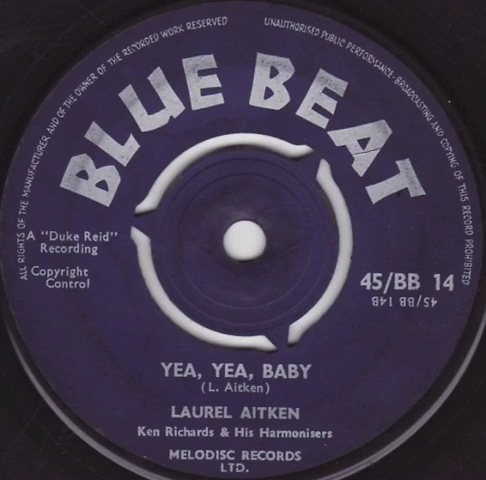 ALL RIGHTS OF THE MANUFACTURER AND OF THE OWNER OF THE RECORDED WORK RESERVED
UNAUTHORISED PUBLIC PERFORMANCE·BROADCASTING AND COPYING OF THIS RECORD PROHIBITED
BLUE BEAT
A "Duke Reid"
Recording
Copyright
Control
45/BB 14
45/BB 14B
YEA, YEA, BABY
(L. Aitken)
LAUREL AITKEN
Ken Richards & His Harmonisers
MELODISC RECORDS
LTD.